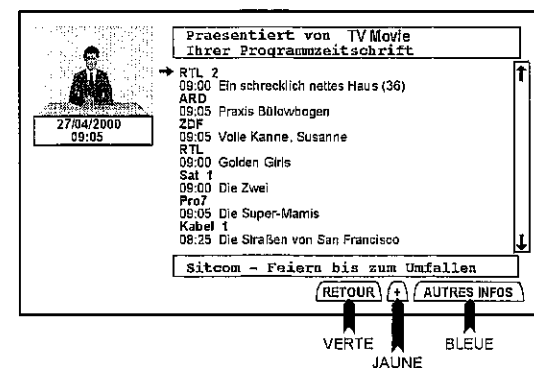 Praesentiert von TV Movie
Ihrer Programmzeitschrift
27/04/2000
09:05
RTL 2
09:00 Ein schrecklich nettes Haus (36)
ARD
09:05 Praxis Bülowbogen
ZDF
09:05 Volle Kanne, Susanne
RTL
09:00 Golden Girls
Sat 1
09:00 Die Zwei
Pro7
09:05 Die Super-Mamis
Kabel 1
08:25 Die Straßen von San Francisco
Sitcom - Feiern bis zum Umfallen
RETOUR + AUTRES INFOS
VERTE JAUNE BLEUE